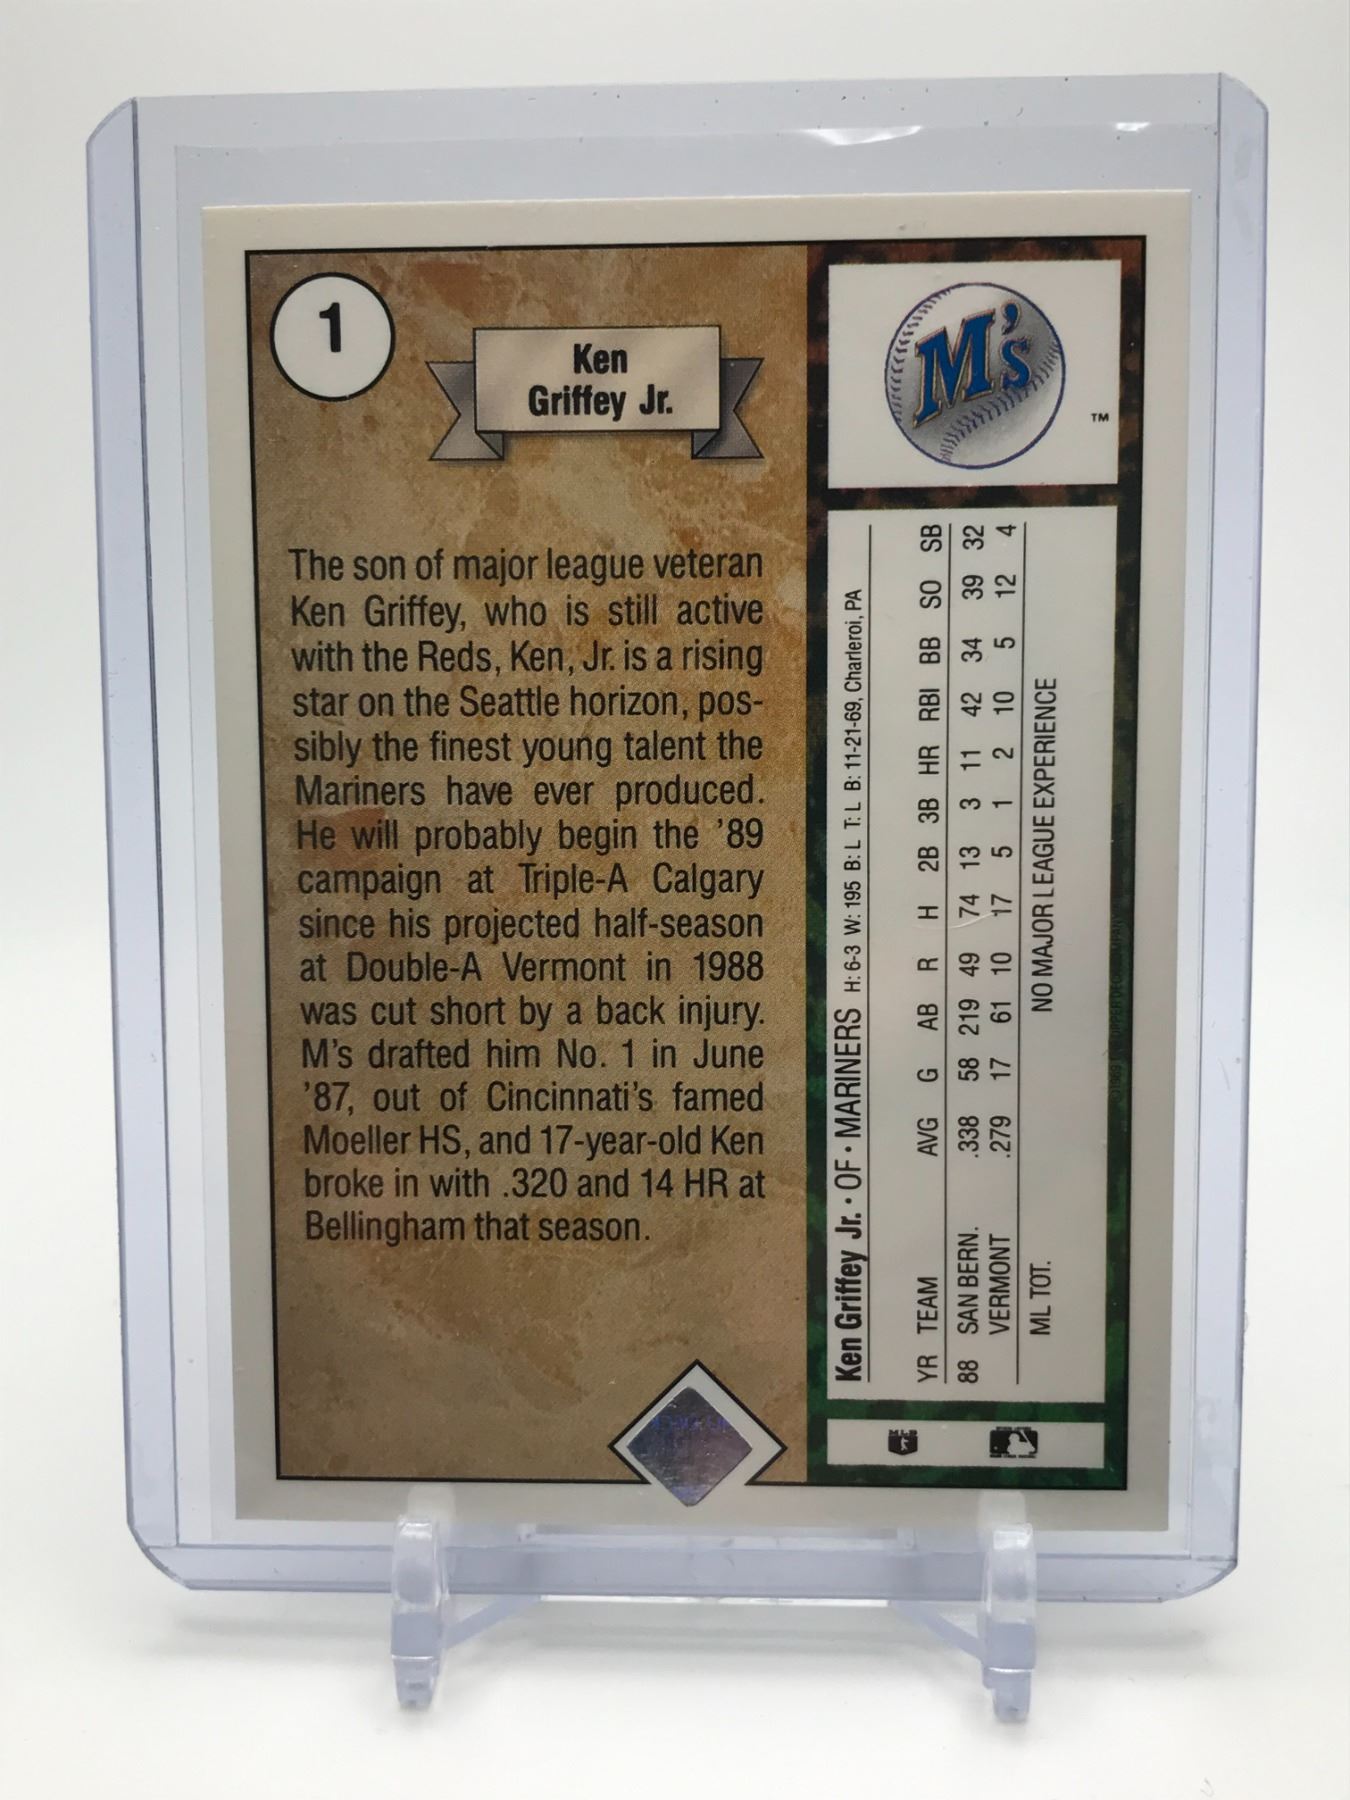 1
Ken
Griffey Jr.
The son of major league veteran
Ken Griffey, who is still active
with the Reds, Ken, Jr. is a rising
star on the Seattle horizon, pos-
sibly the finest young talent the
Mariners have ever produced.
He will probably begin the '89
campaign at Triple-A Calgary
since his projected half-season
at Double-A Vermont in 1988
was cut short by a back injury.
M's drafted him No. 1 in June
'87, out of Cincinnati's famed
Moeller HS, and 17-year-old Ken
broke in with .320 and 14 HR at
Bellingham that season.
M's
TM
Ken Griffey Jr. • OF • MARINERS H: 6-3 W: 195 B: L T: L B: 11-21-69, Charleroi, PA
YR TEAM AVG G AB R H 2B 3B HR RBI BB SO SB
88 SAN BERN. .338 58 219 49 74 13 3 11 42 34 39 32
VERMONT .279 17 61 10 17 5 1 2 10 5 12 4
ML TOT. NO MAJOR LEAGUE EXPERIENCE